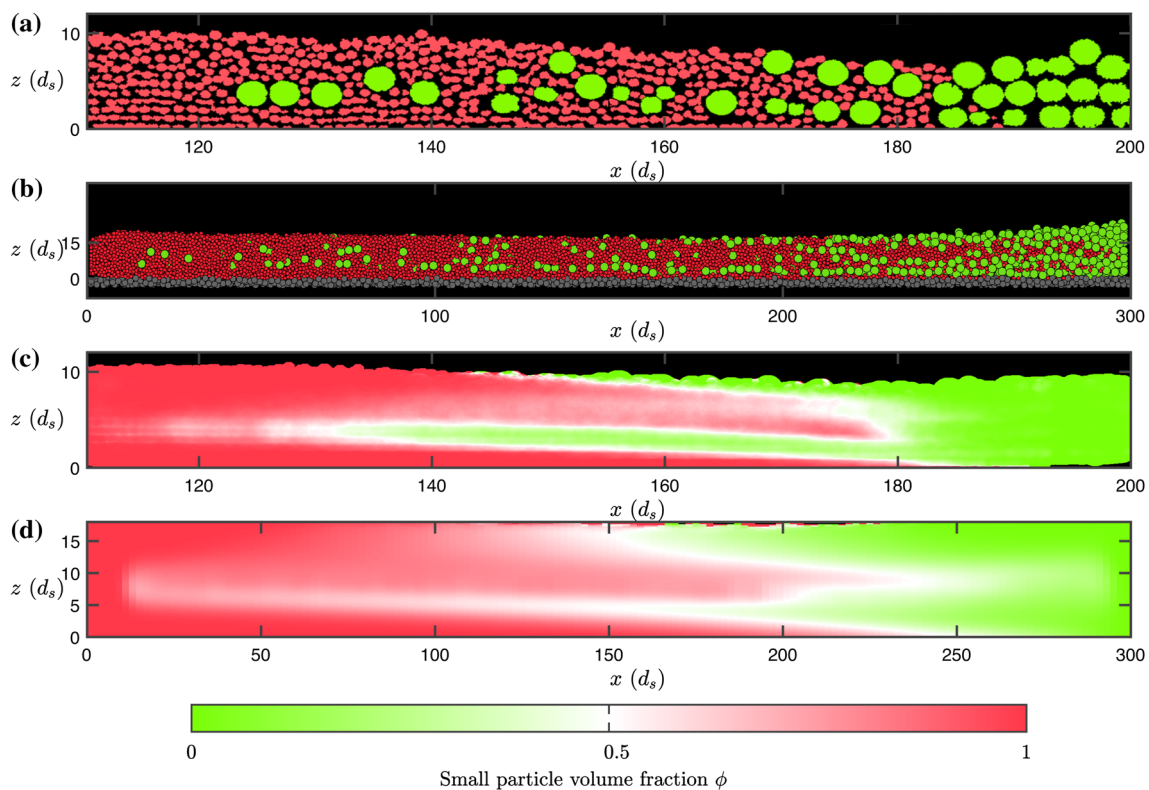 (a)
10
z (d_s)
0
120 140 160 180 200
x (d_s)
(b)
z (d_s)
15
0
0 100 200 300
x (d_s)
(c)
10
z (d_s)
0
120 140 160 180 200
x (d_s)
(d)
15
10
z (d_s)
5
0
0 50 100 150 200 250 300
x (d_s)
0 0.5 1
Small particle volume fraction ϕ